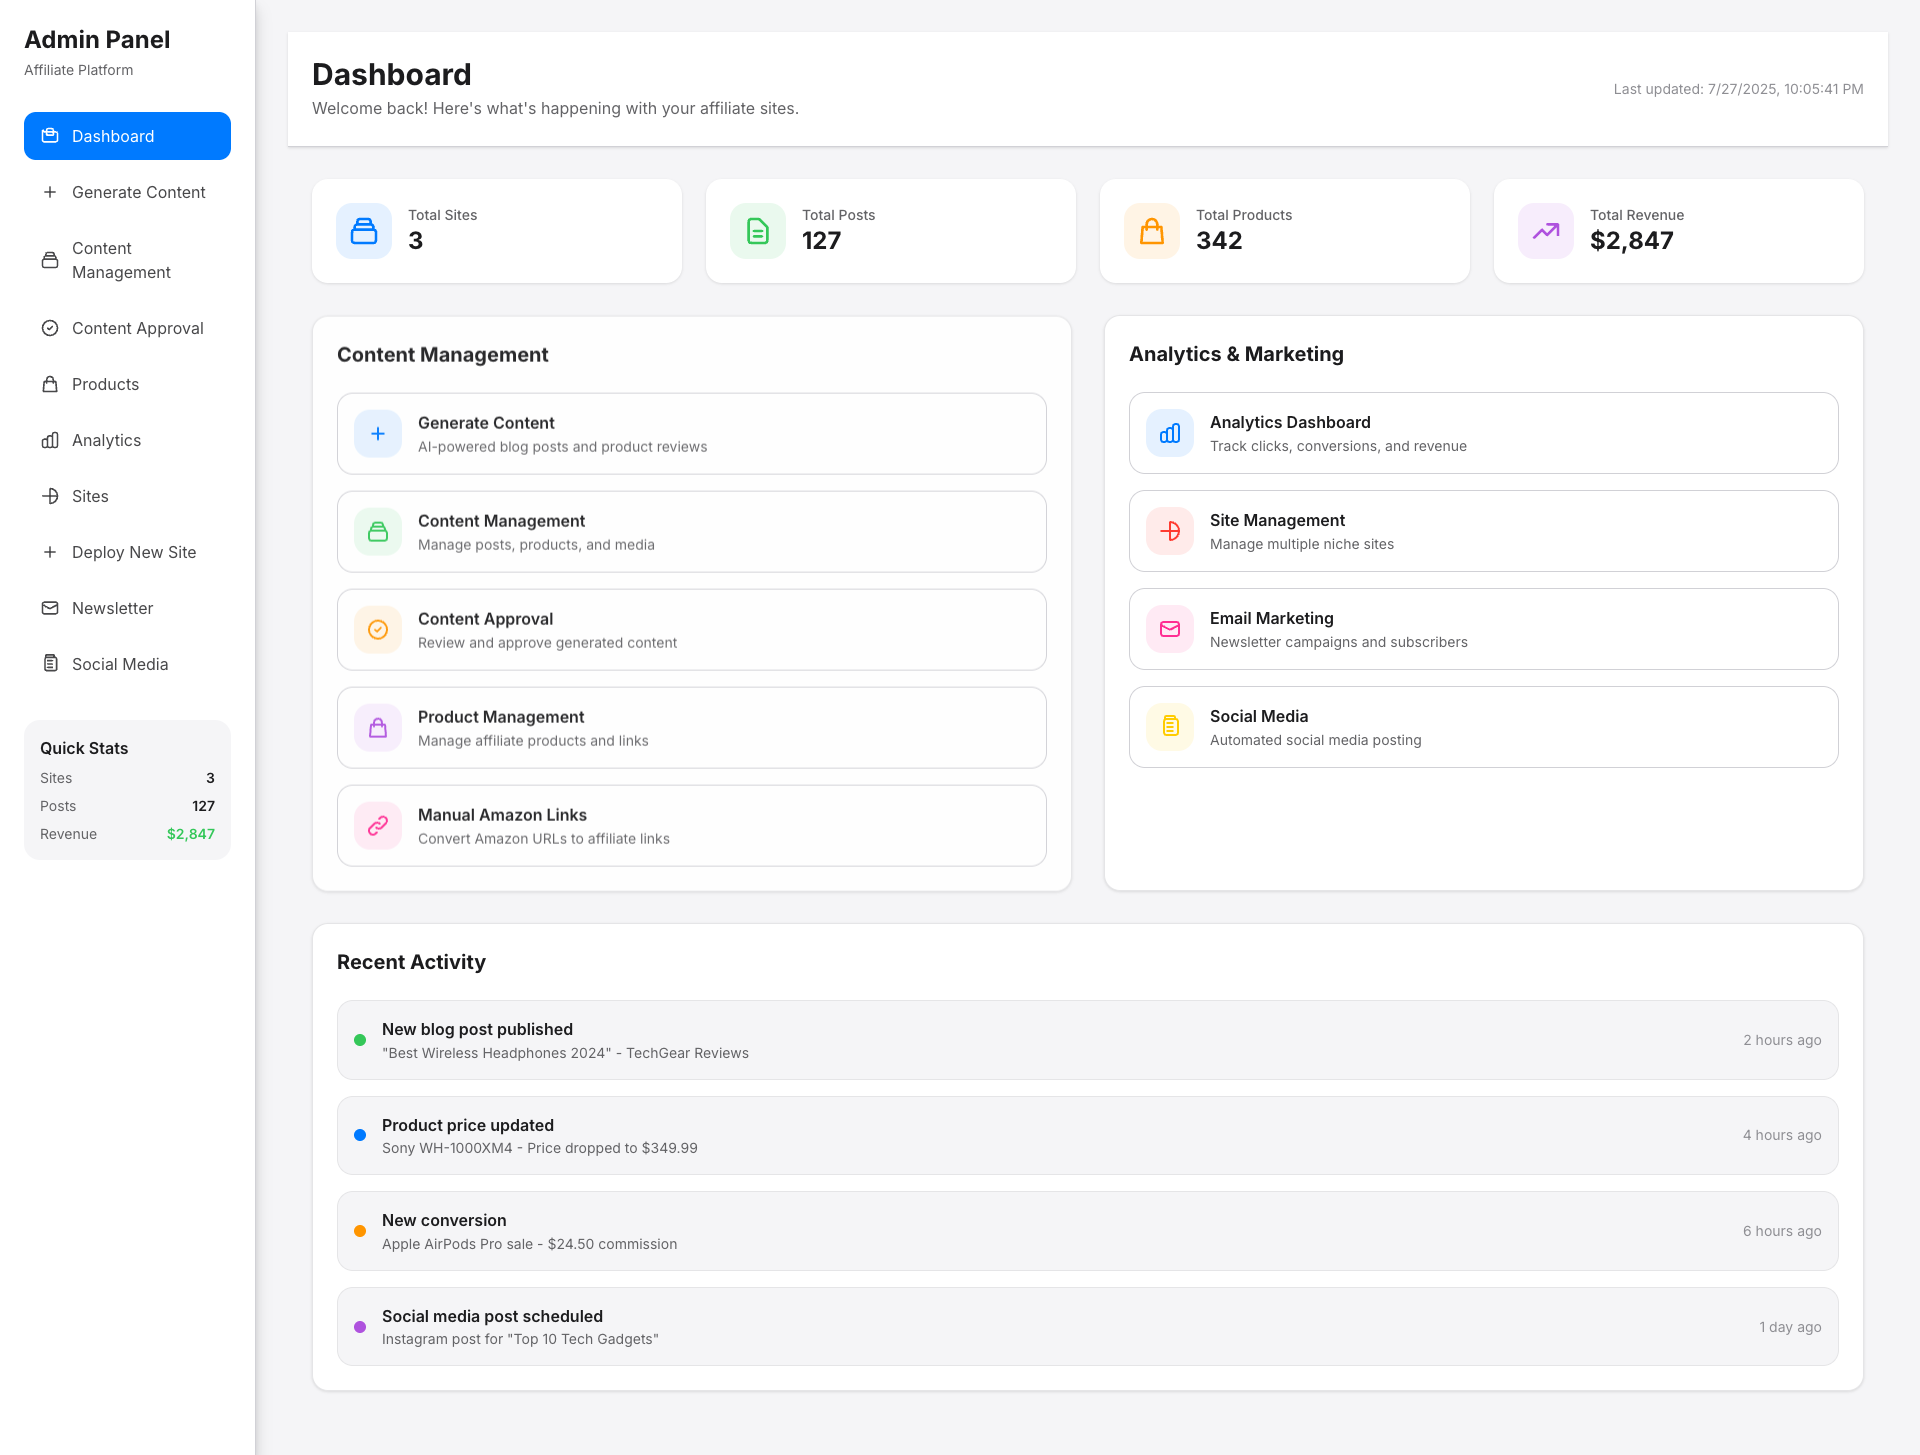 Admin Panel
Affiliate Platform
Dashboard
Generate Content
Content
Management
Content Approval
Products
Analytics
Sites
Deploy New Site
Newsletter
Social Media
Quick Stats
Sites 3
Posts 127
Revenue $2,847
Dashboard
Welcome back! Here's what's happening with your affiliate sites.
Last updated: 7/27/2025, 10:05:41 PM
Total Sites
3
Total Posts
127
Total Products
342
Total Revenue
$2,847
Content Management
Generate Content
AI-powered blog posts and product reviews
Content Management
Manage posts, products, and media
Content Approval
Review and approve generated content
Product Management
Manage affiliate products and links
Manual Amazon Links
Convert Amazon URLs to affiliate links
Analytics & Marketing
Analytics Dashboard
Track clicks, conversions, and revenue
Site Management
Manage multiple niche sites
Email Marketing
Newsletter campaigns and subscribers
Social Media
Automated social media posting
Recent Activity
New blog post published
"Best Wireless Headphones 2024" - TechGear Reviews
2 hours ago
Product price updated
Sony WH-1000XM4 - Price dropped to $349.99
4 hours ago
New conversion
Apple AirPods Pro sale - $24.50 commission
6 hours ago
Social media post scheduled
Instagram post for "Top 10 Tech Gadgets"
1 day ago